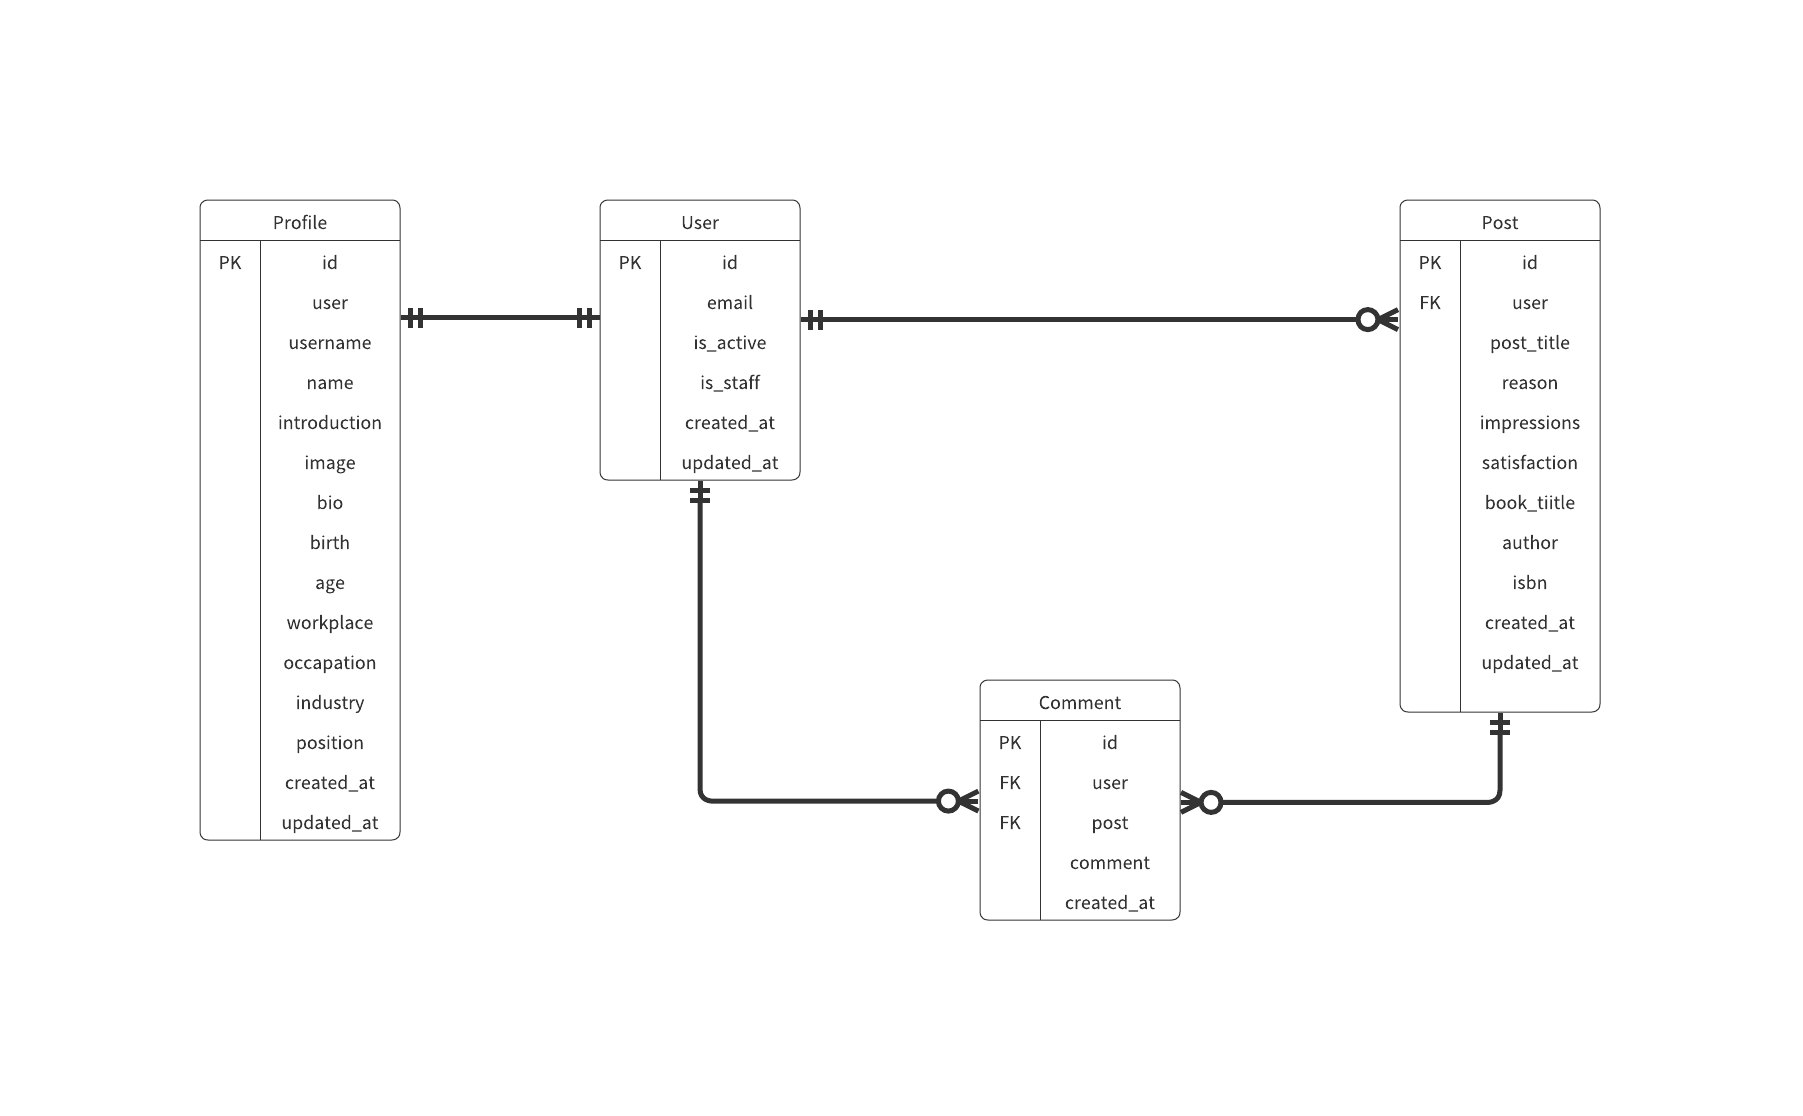 Profile
PK id
user
username
name
introduction
image
bio
birth
age
workplace
occapation
industry
position
created_at
updated_at
User
PK id
email
is_active
is_staff
created_at
updated_at
Post
PK id
FK user
post_title
reason
impressions
satisfaction
book_tiitle
author
isbn
created_at
updated_at
Comment
PK id
FK user
FK post
comment
created_at